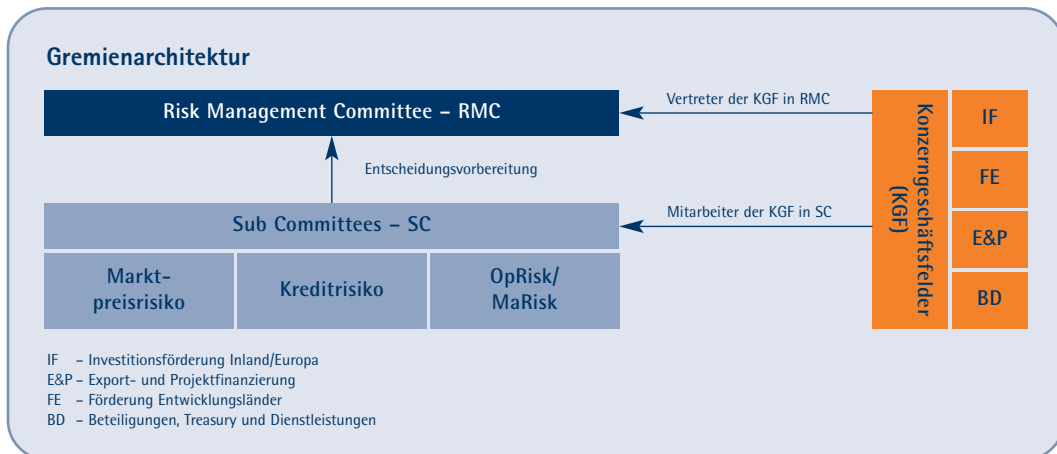 Gremienarchitektur
Risk Management Committee – RMC
Vertreter der KGF in RMC
Entscheidungsvorbereitung
Sub Committees – SC
Mitarbeiter der KGF in SC
Markt-
preisrisiko
Kreditrisiko
OpRisk/
MaRisk
Konzerngeschäftsfelder
(KGF)
IF
FE
E&P
BD
IF – Investitionsförderung Inland/Europa
E&P – Export- und Projektfinanzierung
FE – Förderung Entwicklungsländer
BD – Beteiligungen, Treasury und Dienstleistungen